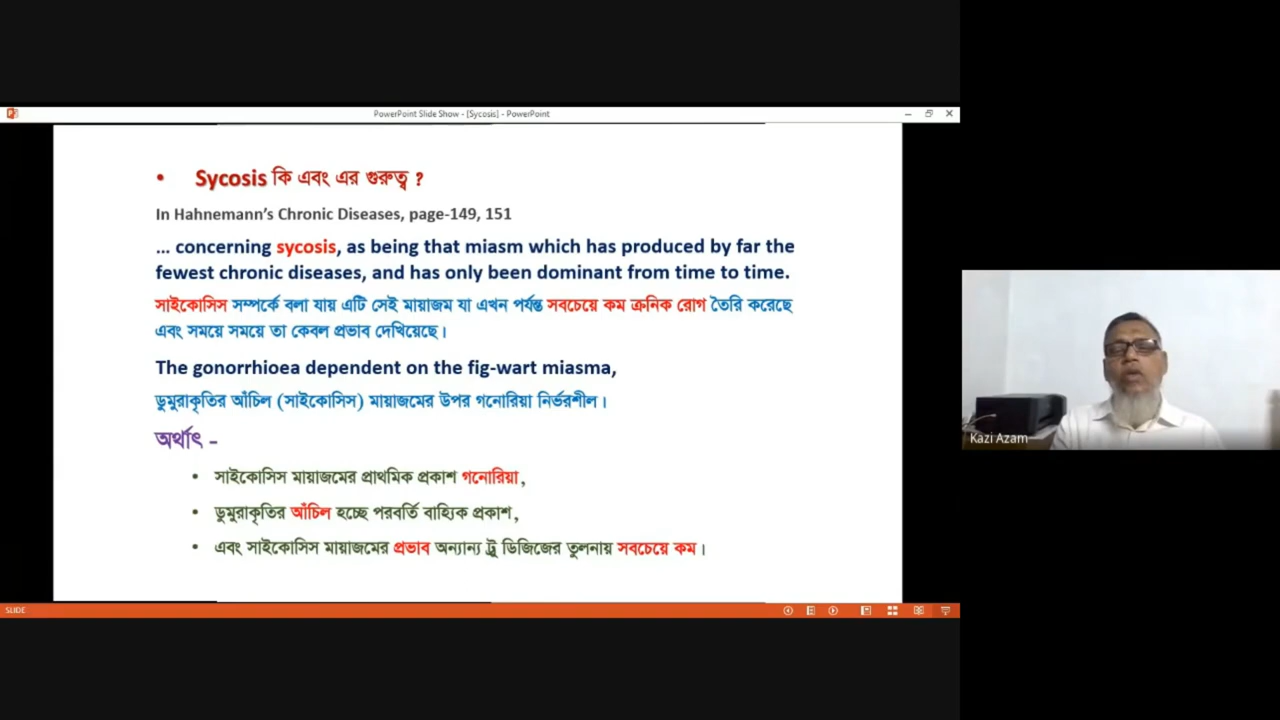 PowerPoint Slide Show - [Sycosis] - PowerPoint
• Sycosis কি এবং এর গুরুত্ব ?
In Hahnemann's Chronic Diseases, page-149, 151
... concerning sycosis, as being that miasm which has produced by far the
fewest chronic diseases, and has only been dominant from time to time.
সাইকোসিস সম্পর্কে বলা যায় এটি সেই মায়াজম যা এখন পর্যন্ত সবচেয়ে কম ক্রনিক রোগ তৈরি করেছে
এবং সময়ে সময়ে তা কেবল প্রভাব দেখিয়েছে।
The gonorrhioea dependent on the fig-wart miasma,
ডুমুরাকৃতির আঁচিল (সাইকোসিস) মায়াজমের উপর গনোরিয়া নির্ভরশীল।
অর্থাৎ –
• সাইকোসিস মায়াজমের প্রাথমিক প্রকাশ গনোরিয়া,
• ডুমুরাকৃতির আঁচিল হচ্ছে পরবর্তি বাহ্যিক প্রকাশ,
• এবং সাইকোসিস মায়াজমের প্রভাব অন্যান্য ট্রু ডিজিজের তুলনায় সবচেয়ে কম।
SLIDE
Kazi Azam